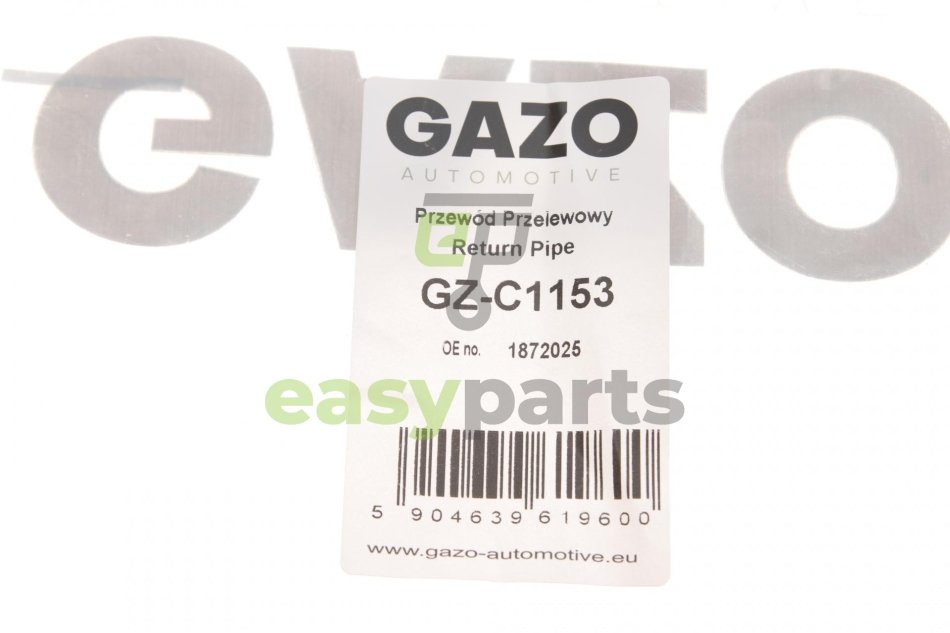 evro
GAZO
AUTOMOTIVE
Przewód Przelewowy
Return Pipe
GZ-C1153
OE no. 1872025
easyparts
5 904639 619600
www.gazo-automotive.eu